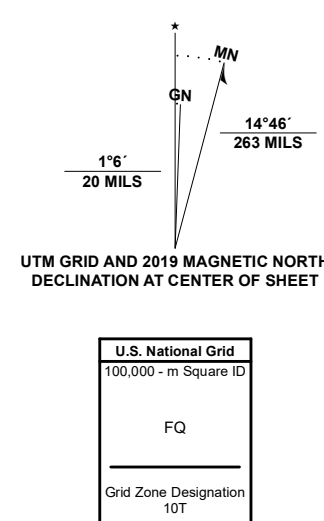 ★
MN
GN
14°46´
263 MILS
1°6´
20 MILS
UTM GRID AND 2019 MAGNETIC NORTH
DECLINATION AT CENTER OF SHEET
U.S. National Grid
100,000 - m Square ID
FQ
Grid Zone Designation
10T